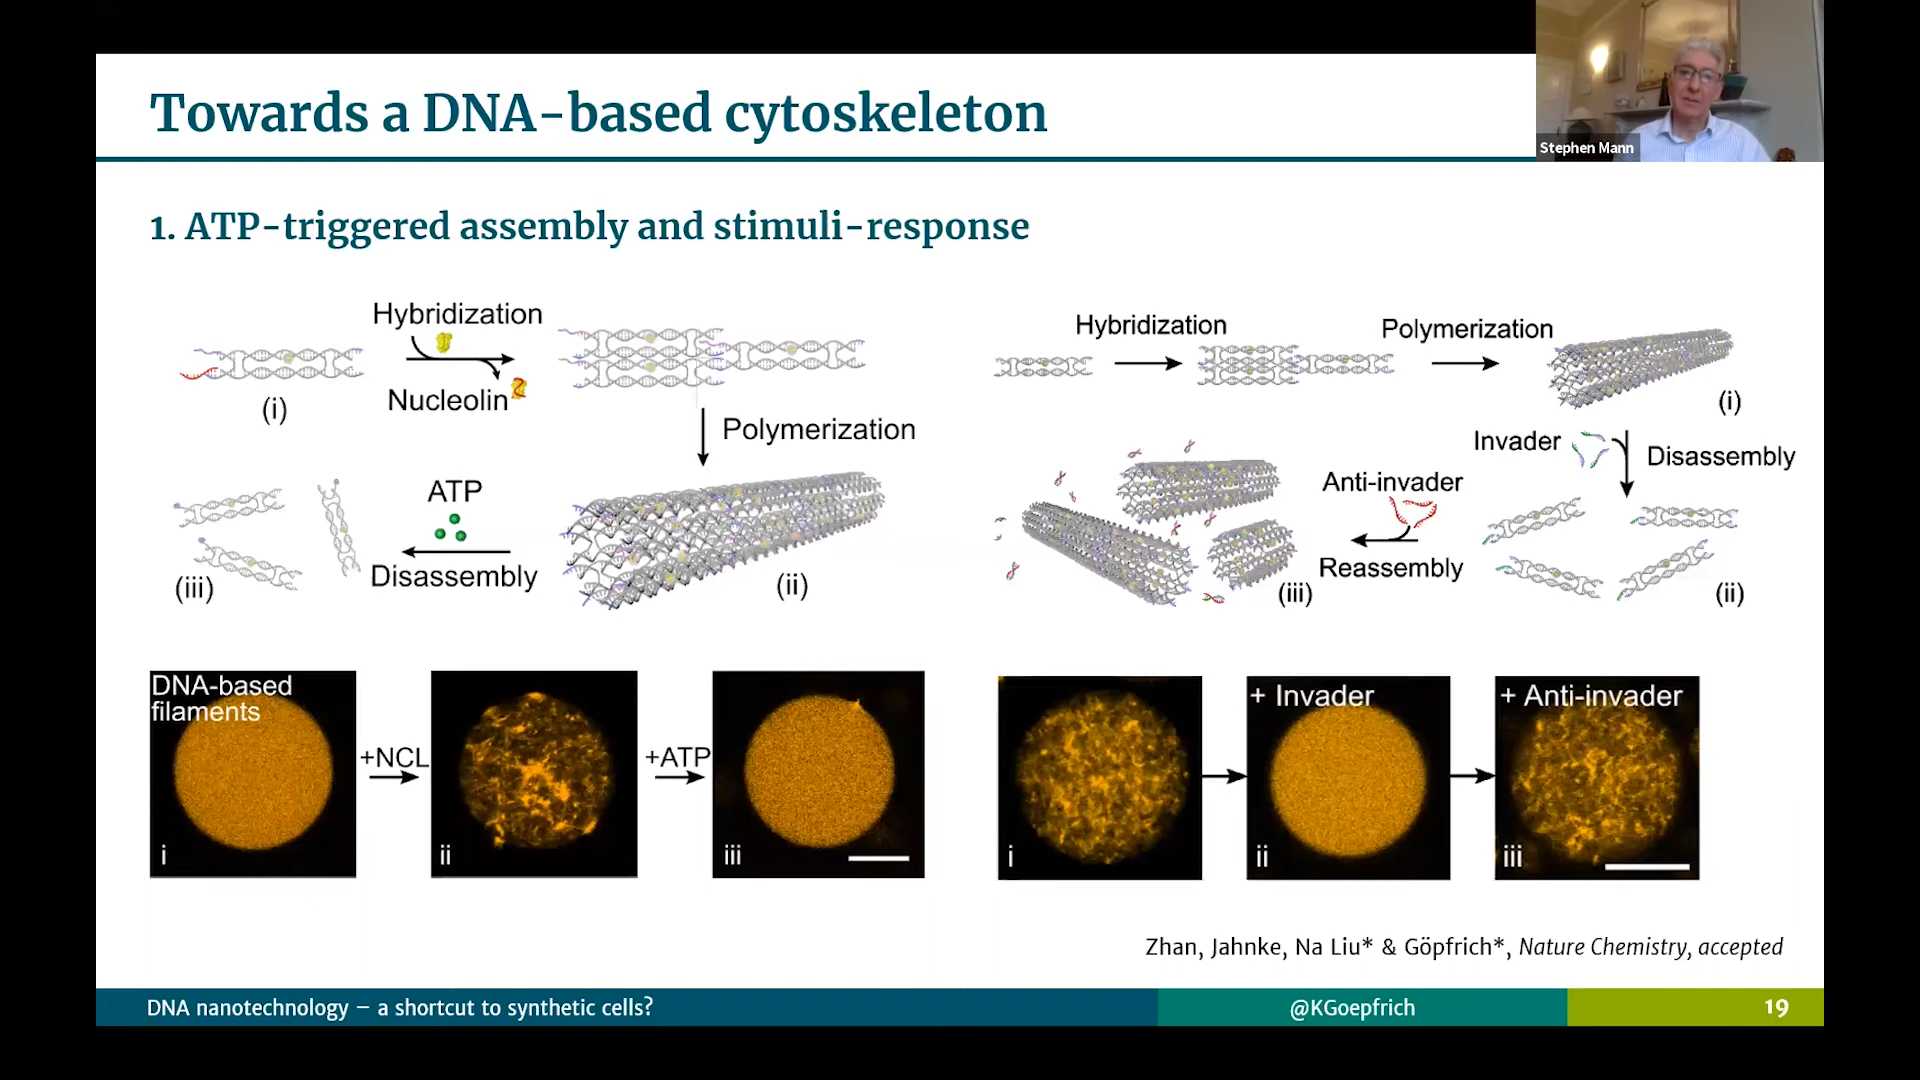 Towards a DNA-based cytoskeleton
Stephen Mann
1. ATP-triggered assembly and stimuli-response
Hybridization
Nucleolin
(i)
Polymerization
ATP
Disassembly
(iii)
(ii)
Hybridization
Polymerization
(i)
Invader
Disassembly
Anti-invader
Reassembly
(iii)
(ii)
DNA-based
filaments
i
+NCL
ii
+ATP
iii
i
+ Invader
ii
+ Anti-invader
iii
Zhan, Jahnke, Na Liu* & Göpfrich*, Nature Chemistry, accepted
DNA nanotechnology – a shortcut to synthetic cells?
@KGoepfrich
19